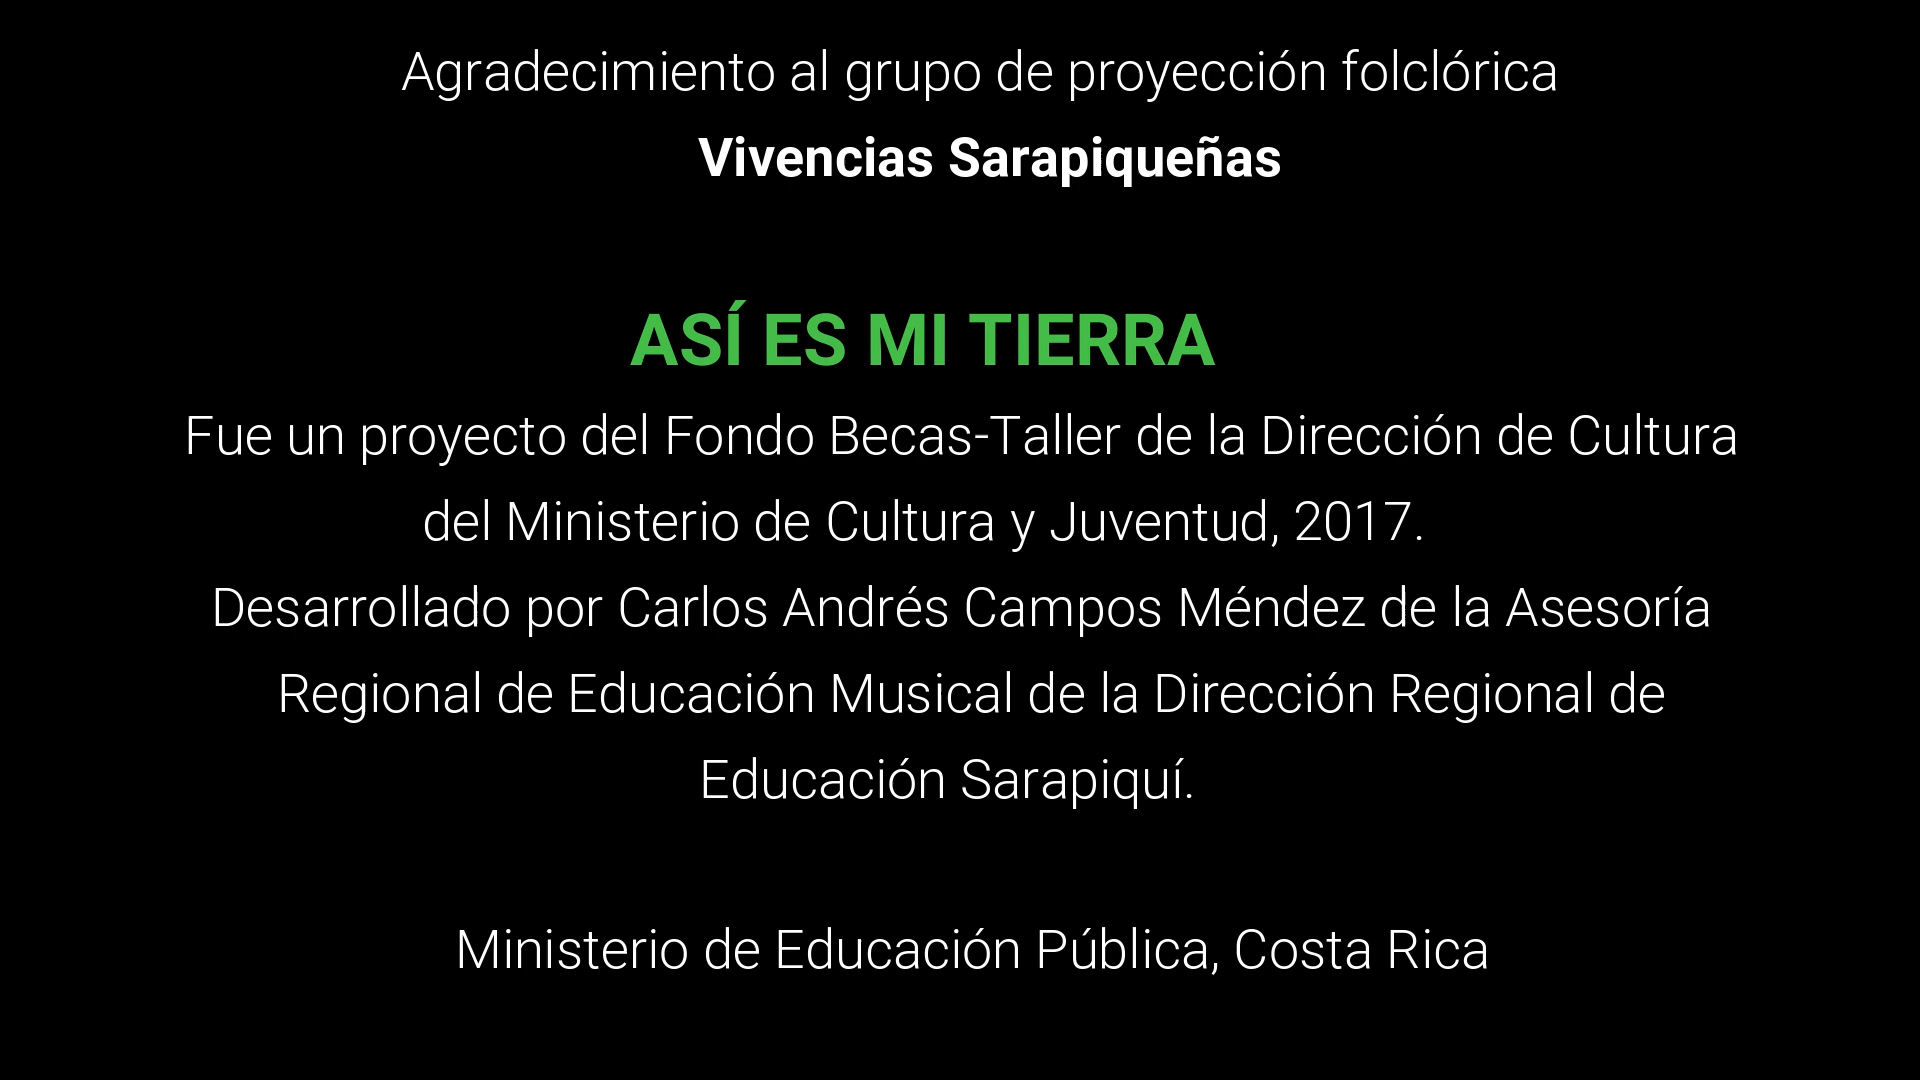 Agradecimiento al grupo de proyección folclórica
Vivencias Sarapiqueñas
ASÍ ES MI TIERRA
Fue un proyecto del Fondo Becas-Taller de la Dirección de Cultura
del Ministerio de Cultura y Juventud, 2017.
Desarrollado por Carlos Andrés Campos Méndez de la Asesoría
Regional de Educación Musical de la Dirección Regional de
Educación Sarapiquí.
Ministerio de Educación Pública, Costa Rica